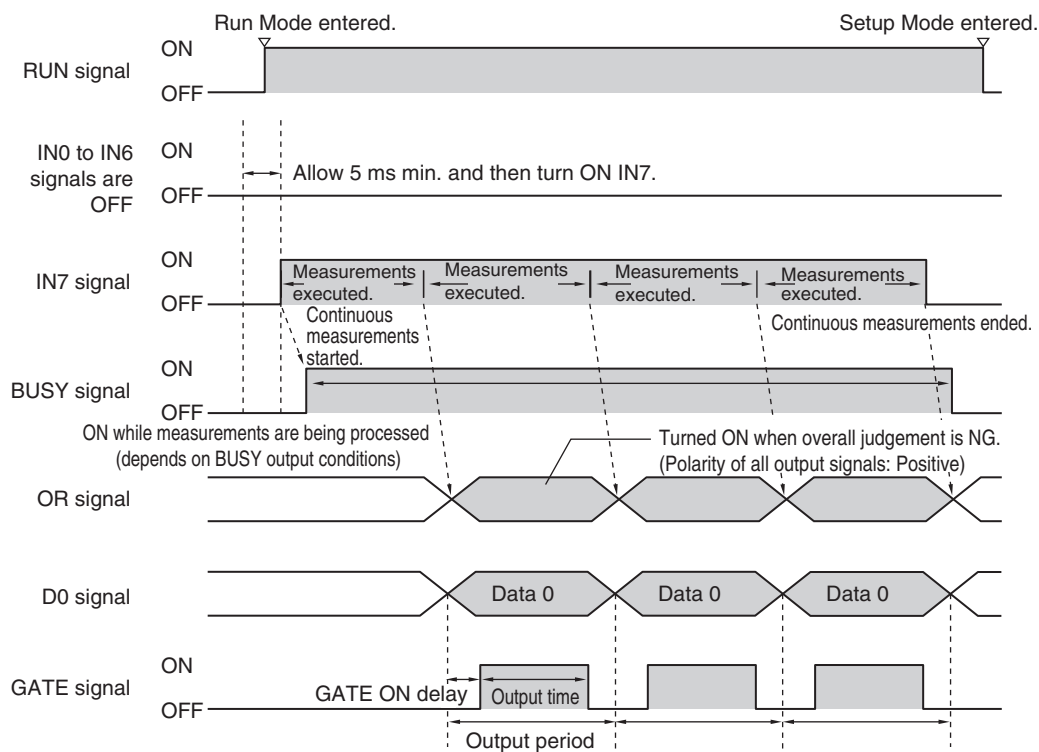 Run Mode entered.
Setup Mode entered.
RUN signal
ON
OFF
IN0 to IN6
signals are
OFF
ON
OFF
Allow 5 ms min. and then turn ON IN7.
IN7 signal
ON
OFF
Measurements
executed.
Measurements
executed.
Measurements
executed.
Measurements
executed.
Continuous
measurements
started.
Continuous measurements ended.
BUSY signal
ON
OFF
ON while measurements are being processed
(depends on BUSY output conditions)
Turned ON when overall judgement is NG.
(Polarity of all output signals: Positive)
OR signal
D0 signal
Data 0
Data 0
Data 0
GATE signal
ON
OFF
GATE ON delay
Output time
Output period